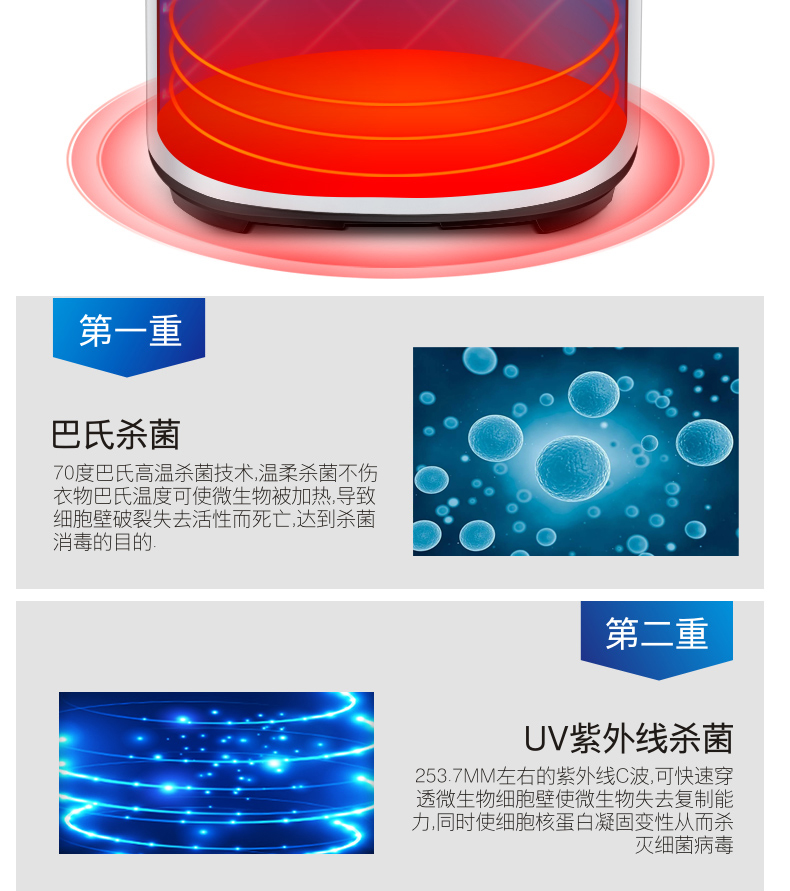 第一重
巴氏杀菌
70度巴氏高温杀菌技术,温柔杀菌不伤
衣物巴氏温度可使微生物被加热,导致
细胞壁破裂失去活性而死亡,达到杀菌
消毒的目的.
第二重
UV紫外线杀菌
253.7MM左右的紫外线C波,可快速穿
透微生物细胞壁使微生物失去复制能
力,同时使细胞核蛋白凝固变性从而杀
灭细菌病毒